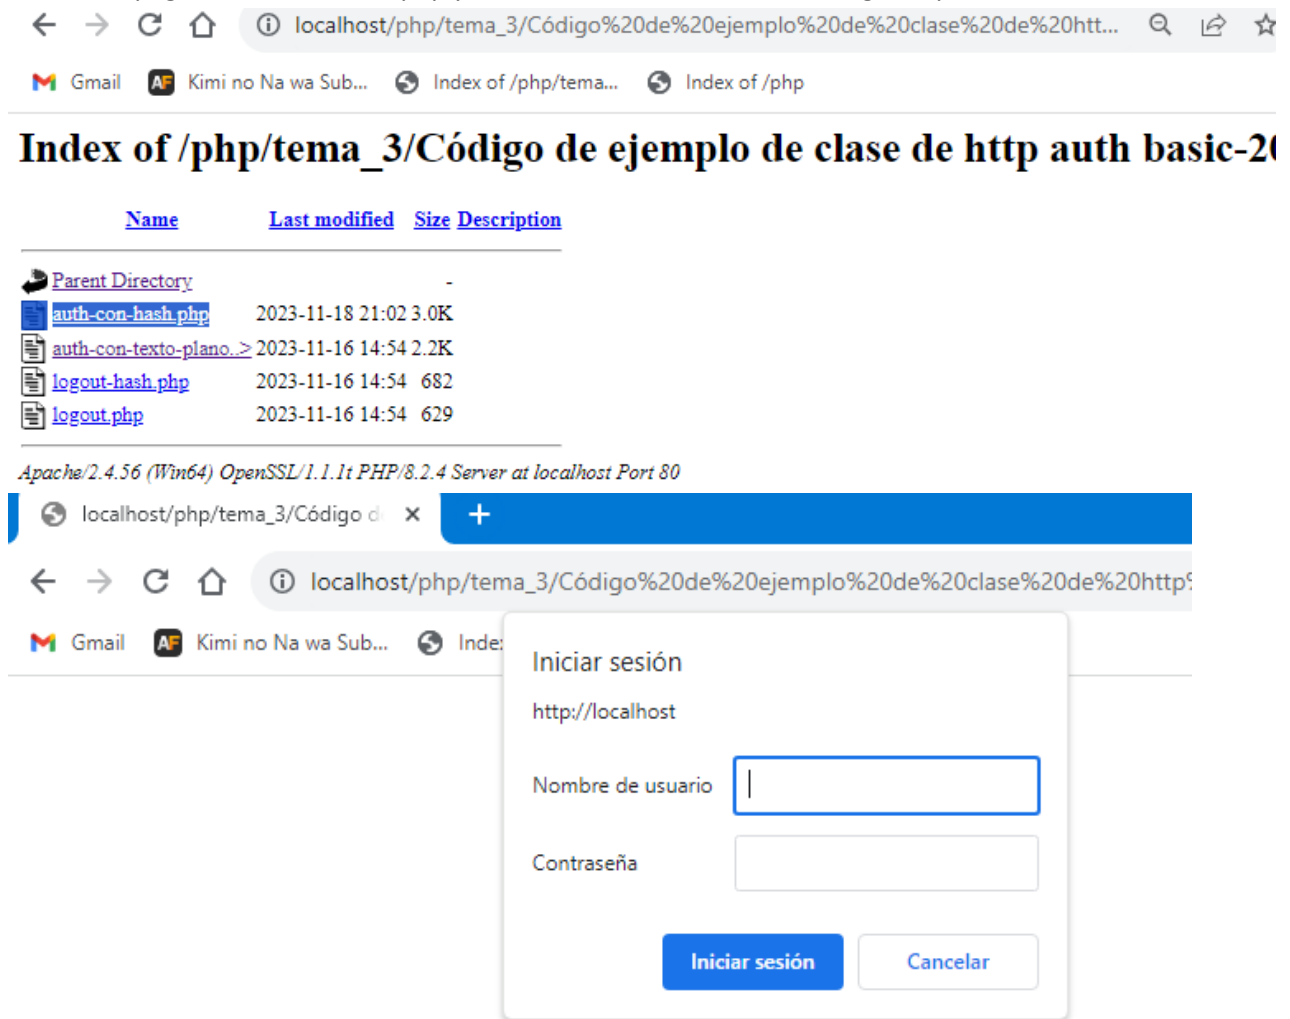 localhost/php/tema_3/Código%20de%20ejemplo%20de%20clase%20de%20htt...
Gmail AF Kimi no Na wa Sub... Index of /php/tema... Index of /php
Index of /php/tema_3/Código de ejemplo de clase de http auth basic-20
Name Last modified Size Description
Parent Directory -
auth-con-hash.php 2023-11-18 21:02 3.0K
auth-con-texto-plano..> 2023-11-16 14:54 2.2K
logout-hash.php 2023-11-16 14:54 682
logout.php 2023-11-16 14:54 629
Apache/2.4.56 (Win64) OpenSSL/1.1.1t PHP/8.2.4 Server at localhost Port 80
localhost/php/tema_3/Código d
localhost/php/tema_3/Código%20de%20ejemplo%20de%20clase%20de%20http%
Gmail AF Kimi no Na wa Sub... Inde
Iniciar sesión
http://localhost
Nombre de usuario
Contraseña
Iniciar sesión Cancelar